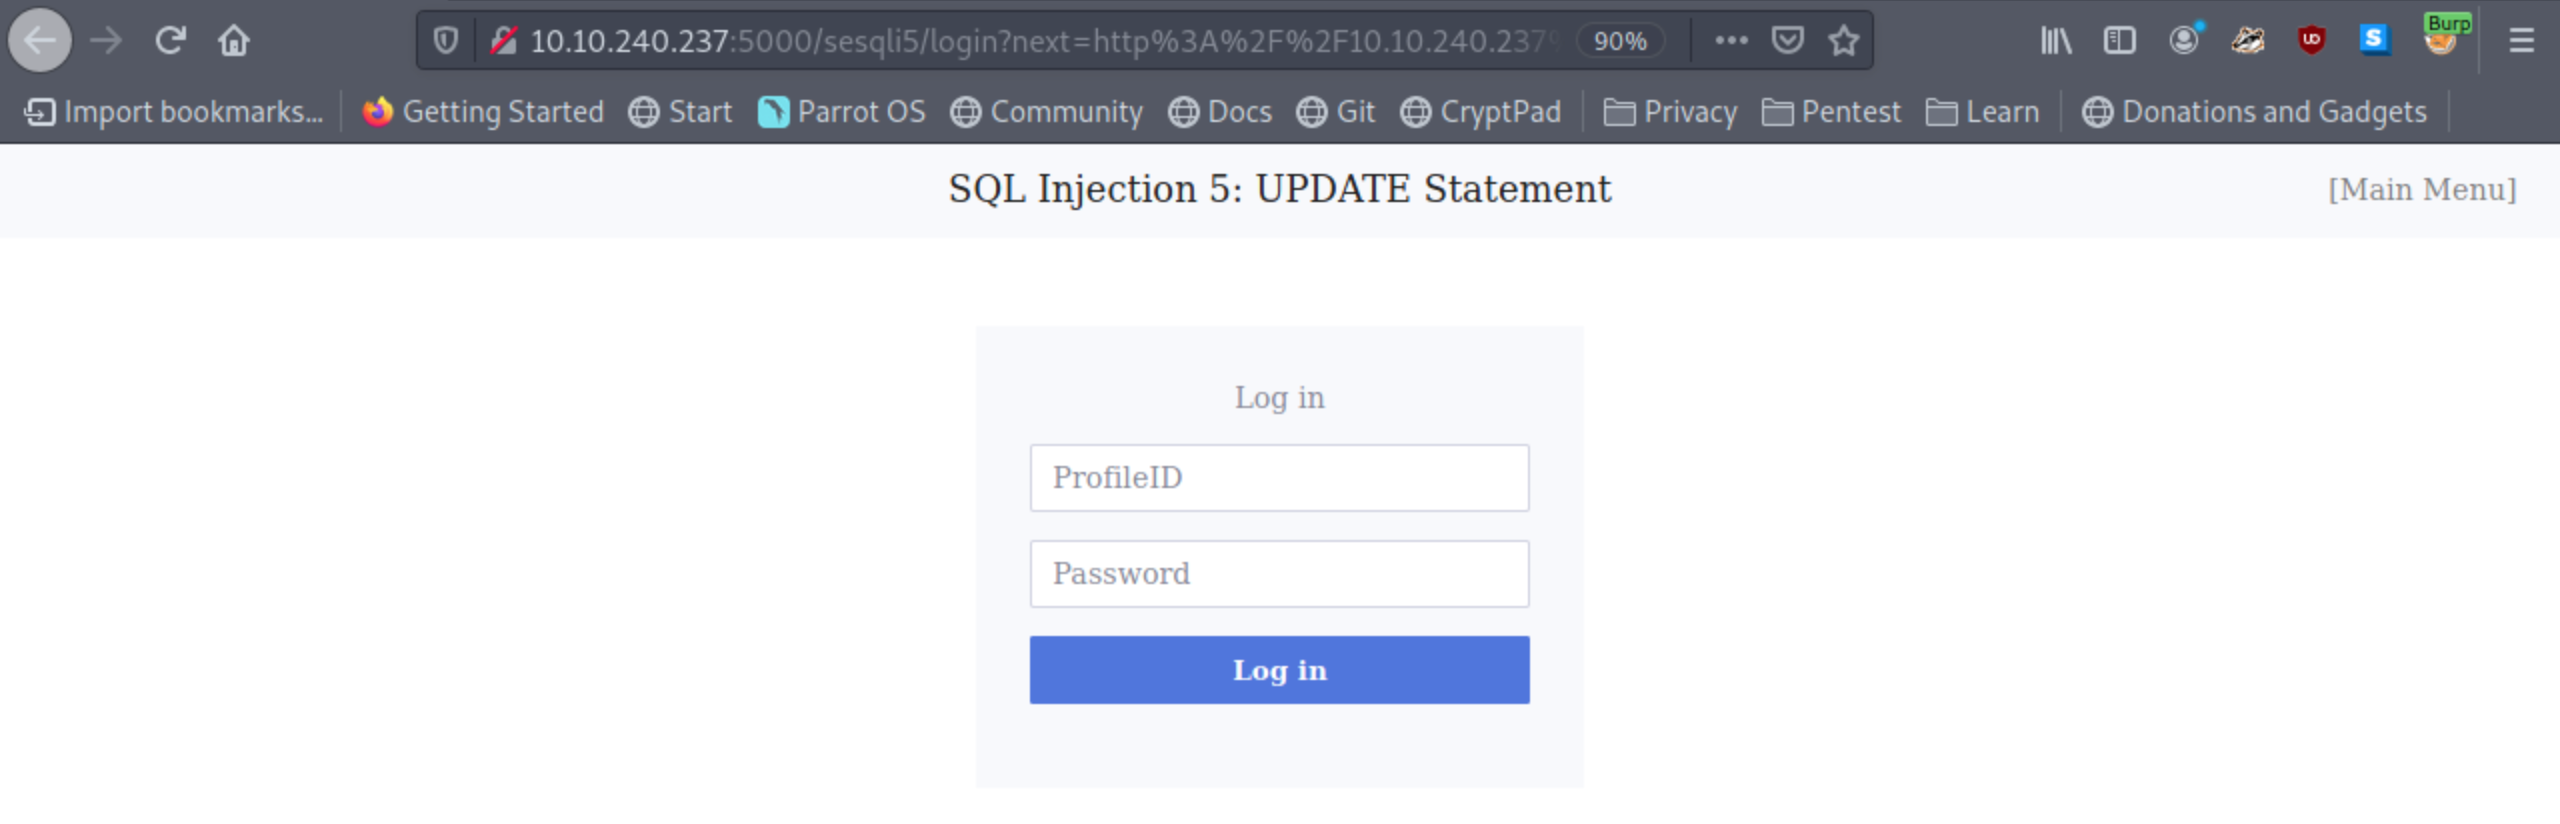 Burp
10.10.240.237:5000/sesqli5/login?next=http%3A%2F%2F10.10.240.237% 90%
Import bookmarks... Getting Started Start Parrot OS Community Docs Git CryptPad Privacy Pentest Learn Donations and Gadgets
SQL Injection 5: UPDATE Statement [Main Menu]
Log in
ProfileID
Password
Log in